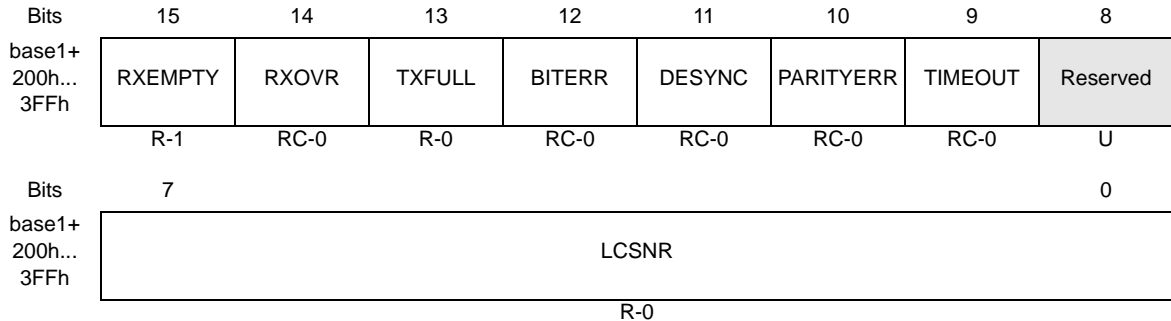 Bits 15 14 13 12 11 10 9 8
base1+
200h...
3FFh
RXEMPTY RXOVR TXFULL BITERR DESYNC PARITYERR TIMEOUT Reserved
R-1 RC-0 R-0 RC-0 RC-0 RC-0 RC-0 U
Bits 7 0
base1+
200h...
3FFh
LCSNR
R-0